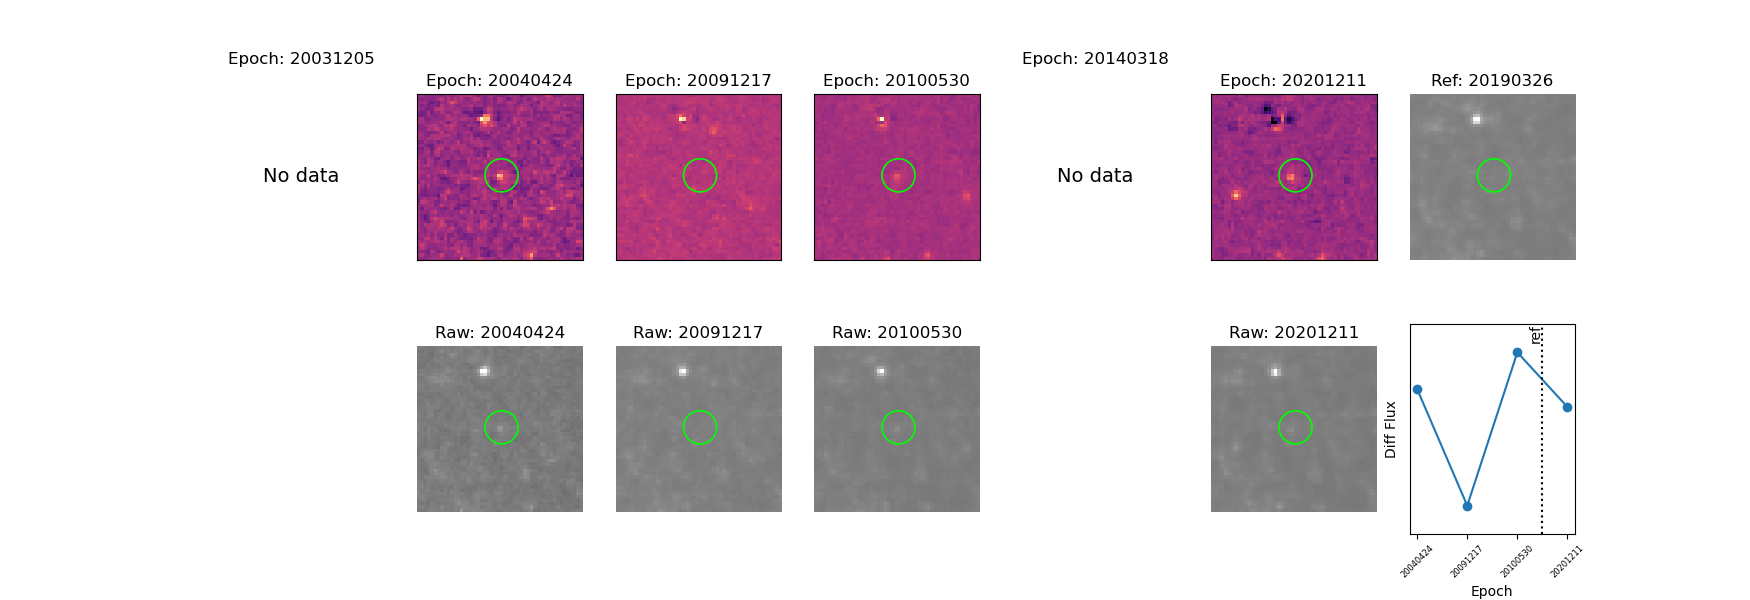 Epoch: 20031205
Epoch: 20040424
Epoch: 20091217
Epoch: 20100530
Epoch: 20140318
Epoch: 20201211
Ref: 20190326
No data
No data
Raw: 20040424
Raw: 20091217
Raw: 20100530
Raw: 20201211
ref
Diff Flux
20040424
20091217
20100530
20201211
Epoch